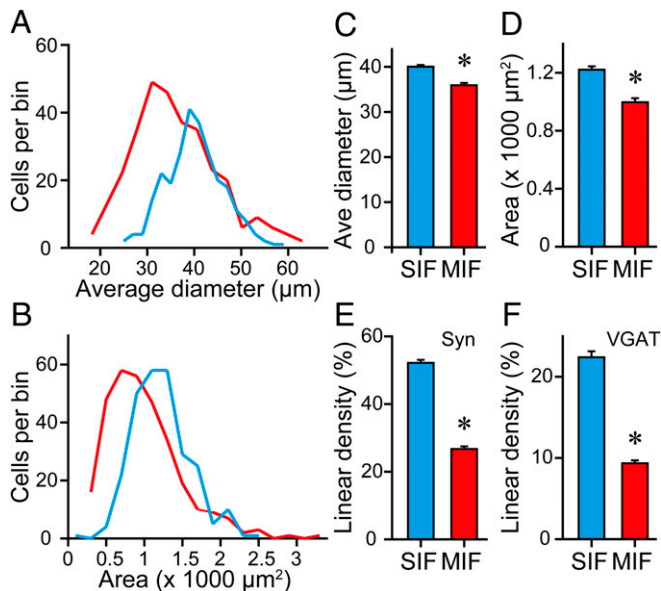 A
60
40
20
0
Cells per bin
20 30 40 50 60
Average diameter (µm)
B
60
40
20
0
Cells per bin
0 0.5 1 1.5 2 2.5 3
Area (x 1000 µm²)
C
40
20
0
Ave diameter (µm)
*
SIF MIF
D
1.2
0.8
0.4
0
Area (x 1000 µm²)
*
SIF MIF
E
Syn
60
40
20
0
Linear density (%)
*
SIF MIF
F
VGAT
20
10
0
Linear density (%)
*
SIF MIF